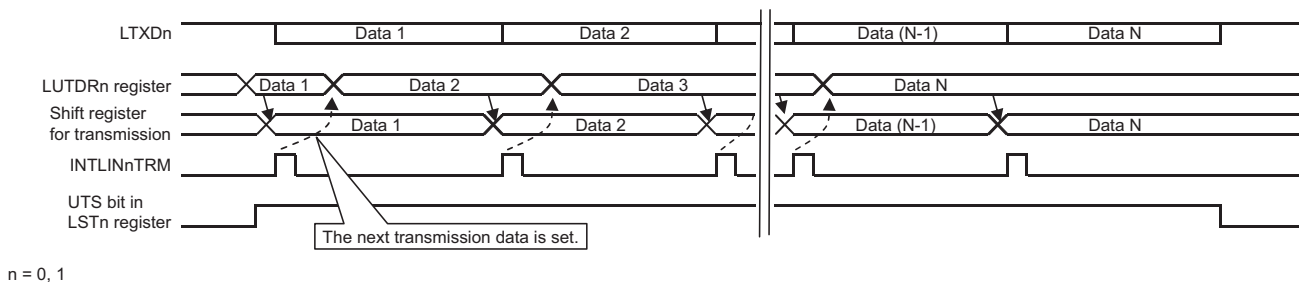 LTXDn
Data 1
Data 2
Data (N-1)
Data N
LUTDRn register
Data 1
Data 2
Data 3
Data N
Shift register
for transmission
Data 1
Data 2
Data (N-1)
Data N
INTLINnTRM
UTS bit in
LSTn register
The next transmission data is set.
n = 0, 1